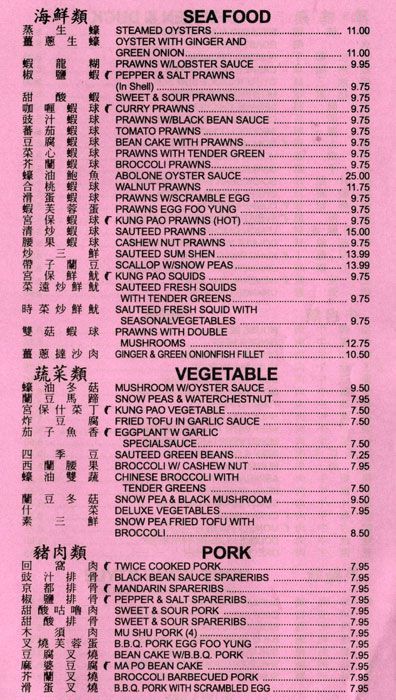 海鮮類 SEA FOOD
蒸生蠔 STEAMED OYSTERS 11.00
薑蔥生蠔 OYSTER WITH GINGER AND
GREEN ONION 11.00
蝦龍糊 PRAWNS W/LOBSTER SAUCE 9.95
椒鹽蝦 PEPPER & SALT PRAWNS
(In Shell) 9.75
甜酸蝦 SWEET & SOUR PRAWNS 9.75
咖喱蝦球 CURRY PRAWNS 9.75
豉汁蝦球 PRAWNS W/BLACK BEAN SAUCE 9.75
蕃茄蝦球 TOMATO PRAWNS 9.75
豆腐蝦球 BEAN CAKE WITH PRAWNS 9.75
菜心蝦球 PRAWNS WITH TENDER GREEN 9.75
芥蘭蝦球 BROCCOLI PRAWNS 9.75
蠔油鮑魚 ABOLONE OYSTER SAUCE 25.00
合桃蝦球 WALNUT PRAWNS 11.75
滑蛋蝦球 PRAWNS W/SCRAMBLE EGG 9.75
蝦芙蓉蛋 PRAWNS EGG FOO YUNG 9.75
宮保蝦球 KUNG PAO PRAWNS (HOT) 9.75
清炒蝦球 SAUTEED PRAWNS 15.00
腰果蝦球 CASHEW NUT PRAWNS 9.75
炒三鮮 SAUTEED SUM SHEN 13.99
帶子蘭豆 SCALLOP W/SNOW PEAS 13.99
宮保鮮魷 KUNG PAO SQUIDS 9.75
菜遠炒鮮魷 SAUTEED FRESH SQUIDS
WITH TENDER GREENS 9.75
時菜炒鮮魷 SAUTEED FRESH SQUID WITH
SEASONALVEGETABLES 9.75
雙菇蝦球 PRAWNS WITH DOUBLE
MUSHROOMS 12.75
薑蔥撻沙肉 GINGER & GREEN ONIONFISH FILLET 10.50
蔬菜類 VEGETABLE
蠔油冬菇 MUSHROOM W/OYSTER SAUCE 9.50
蘭豆馬蹄 SNOW PEAS & WATERCHESTNUT 7.95
宮保什菜丁 KUNG PAO VEGETABLE 7.50
炸豆腐 FRIED TOFU IN GARLIC SAUCE 7.50
茄子魚香 EGGPLANT W GARLIC
SPECIALSAUCE 7.50
四季豆 SAUTEED GREEN BEANS 7.25
西蘭腰果 BROCCOLI W/ CASHEW NUT 7.95
蠔油雙蔬 CHINESE BROCCOLI WITH
TENDER GREENS 7.50
蘭豆冬菇 SNOW PEA & BLACK MUSHROOM 9.50
什菜 DELUXE VEGETABLES 7.95
素三鮮 SNOW PEA FRIED TOFU WITH
BROCCOLI 8.50
豬肉類 PORK
回窩肉 TWICE COOKED PORK 7.95
豉汁排骨 BLACK BEAN SAUCE SPARERIBS 7.95
京都排骨 MANDARIN SPARERIBS 7.95
椒鹽排骨 PEPPER & SALT SPARERIBS 7.95
甜酸咕嚕肉 SWEET & SOUR PORK 7.95
甜酸排骨 SWEET & SOUR SPARERIBS 7.95
木須肉 MU SHU PORK (4) 7.95
叉燒芙蓉蛋 B.B.Q. PORK EGG FOO YUNG 7.95
豆腐叉燒 BEAN CAKE W/B.B.Q. PORK 7.95
麻婆豆腐 MA PO BEAN CAKE 7.95
芥蘭叉燒 BROCCOLI BARBECUED PORK 7.95
滑蛋叉燒 B.B.Q. PORK WITH SCRAMBLED EGG 7.95